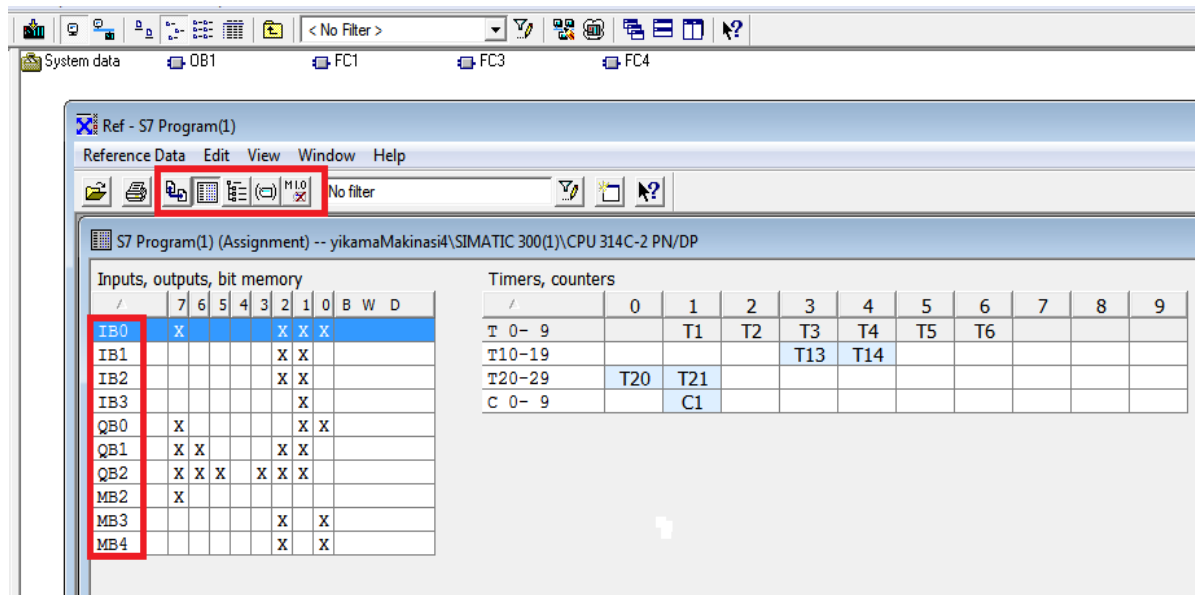 < No Filter >
System data OB1 FC1 FC3 FC4
Ref - S7 Program(1)
Reference Data Edit View Window Help
M1.0 No filter
S7 Program(1) (Assignment) -- yikamaMakinasi4\SIMATIC 300(1)\CPU 314C-2 PN/DP
Inputs, outputs, bit memory Timers, counters
/ 7 6 5 4 3 2 1 0 B W D / 0 1 2 3 4 5 6 7 8 9
IB0 X X X X T 0- 9 T1 T2 T3 T4 T5 T6
IB1 X X T10-19 T13 T14
IB2 X X T20-29 T20 T21
IB3 X C 0- 9 C1
QB0 X X X
QB1 X X X X
QB2 X X X X X X
MB2 X
MB3 X X
MB4 X X